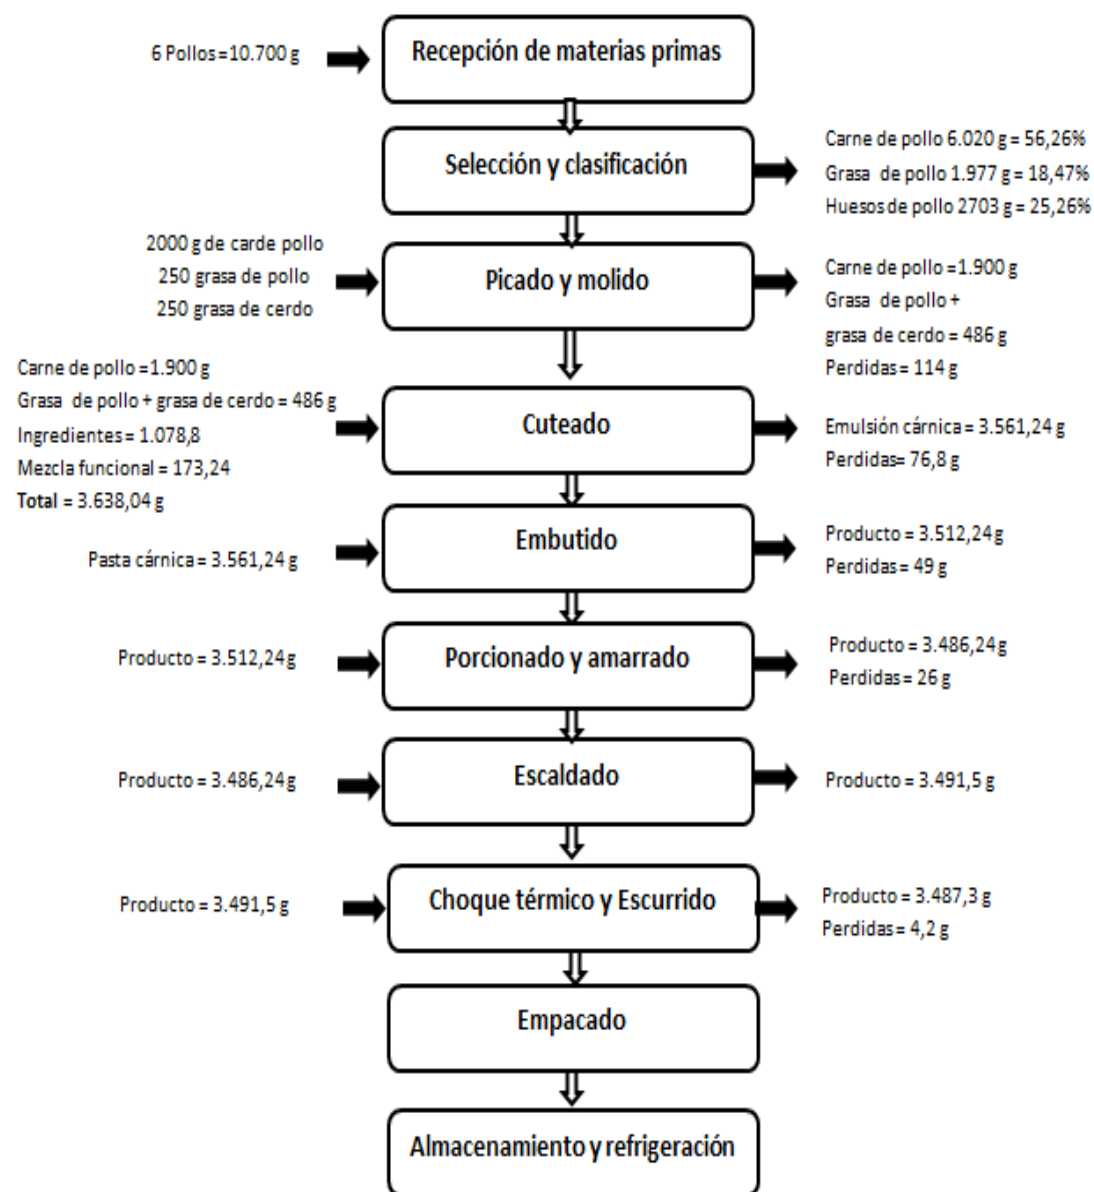 6 Pollos =10.700 g
Recepción de materias primas
Selección y clasificación
Carne de pollo 6.020 g = 56,26%
Grasa de pollo 1.977 g = 18,47%
Huesos de pollo 2703 g = 25,26%
2000 g de carde pollo
250 grasa de pollo
250 grasa de cerdo
Picado y molido
Carne de pollo =1.900 g
Grasa de pollo +
grasa de cerdo = 486 g
Perdidas = 114 g
Carne de pollo =1.900 g
Grasa de pollo + grasa de cerdo = 486 g
Ingredientes = 1.078,8
Mezcla funcional = 173,24
Total = 3.638,04 g
Cuteado
Emulsión cárnica = 3.561,24 g
Perdidas= 76,8 g
Pasta cárnica = 3.561,24 g
Embutido
Producto = 3.512,24g
Perdidas = 49 g
Producto = 3.512,24g
Porcionado y amarrado
Producto = 3.486,24g
Perdidas = 26 g
Producto = 3.486,24g
Escaldado
Producto = 3.491,5 g
Producto = 3.491,5 g
Choque térmico y Escurrido
Producto = 3.487,3 g
Perdidas = 4,2 g
Empacado
Almacenamiento y refrigeración